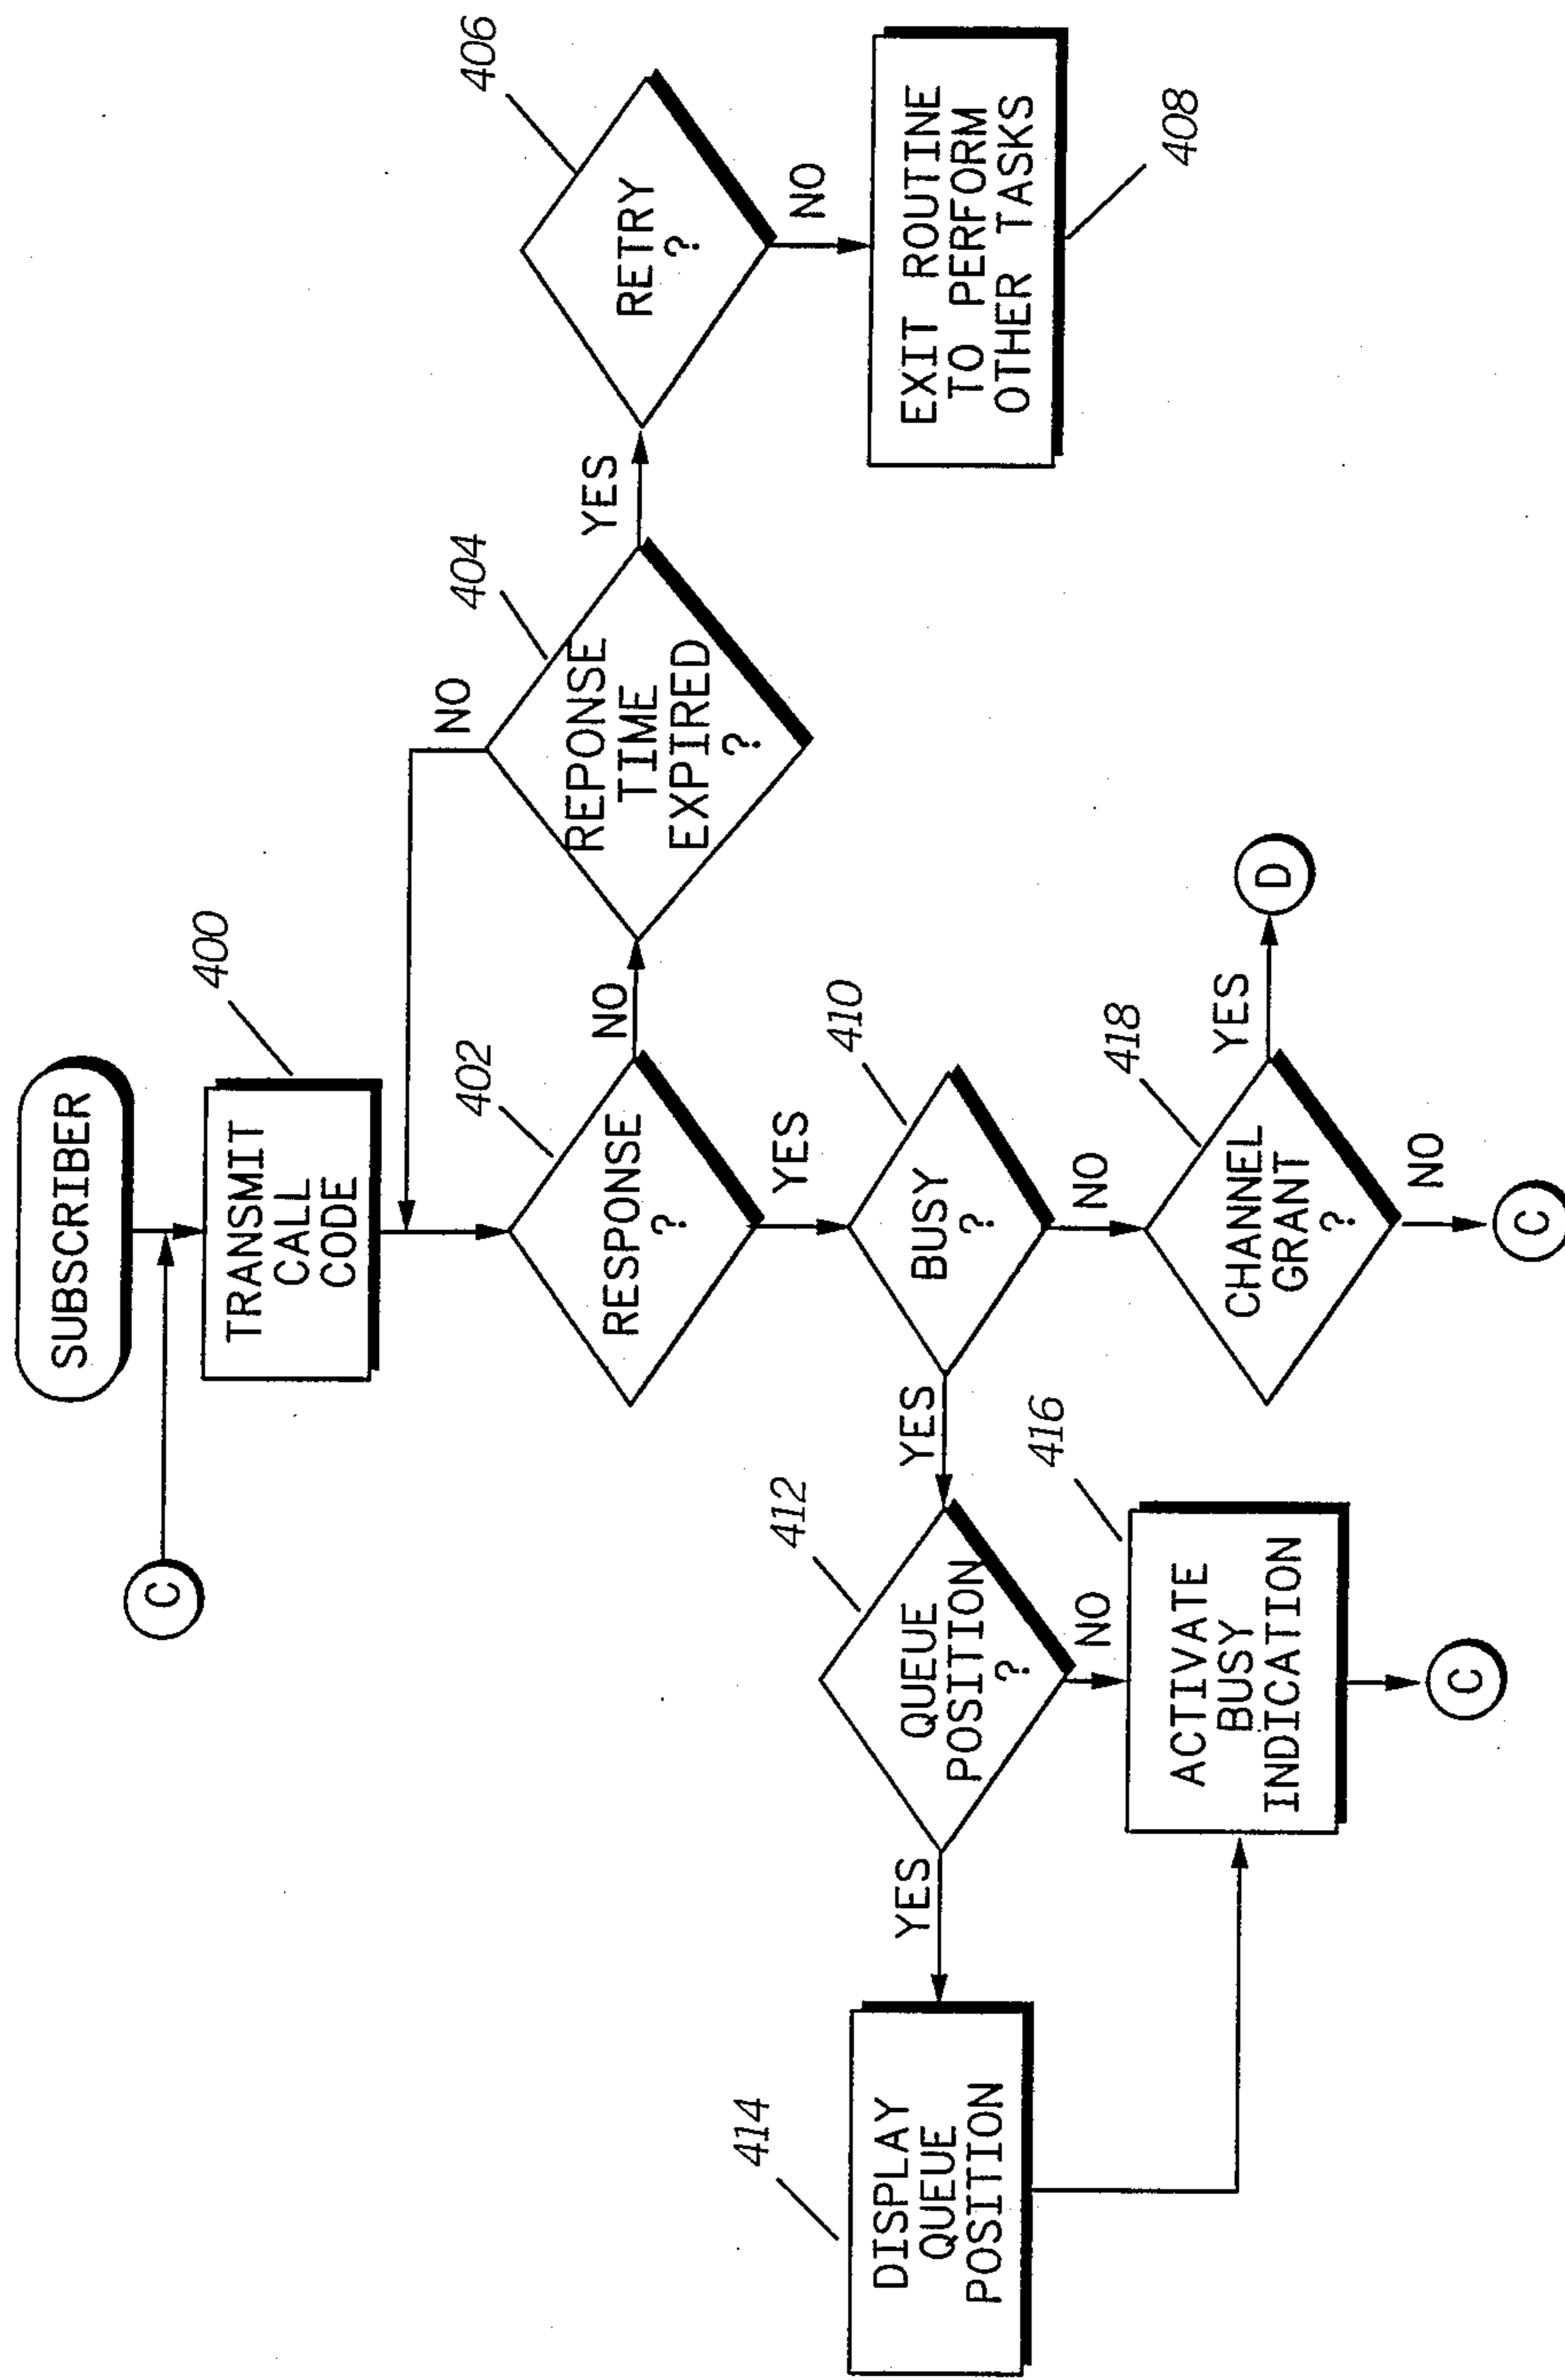 SUBSCRIBER
C
400
TRANSMIT
CALL
CODE
402
RESPONSE
?
NO
YES
NO
404
REPONSE
TIME
EXPIRED
?
YES
406
RETRY
?
NO
EXIT ROUTINE
TO PERFORM
OTHER TASKS
408
410
BUSY
?
YES
NO
412
QUEUE
POSITION
?
YES
NO
414
DISPLAY
QUEUE
POSITION
416
ACTIVATE
BUSY
INDICATION
C
418
CHANNEL
GRANT
?
YES
D
NO
C